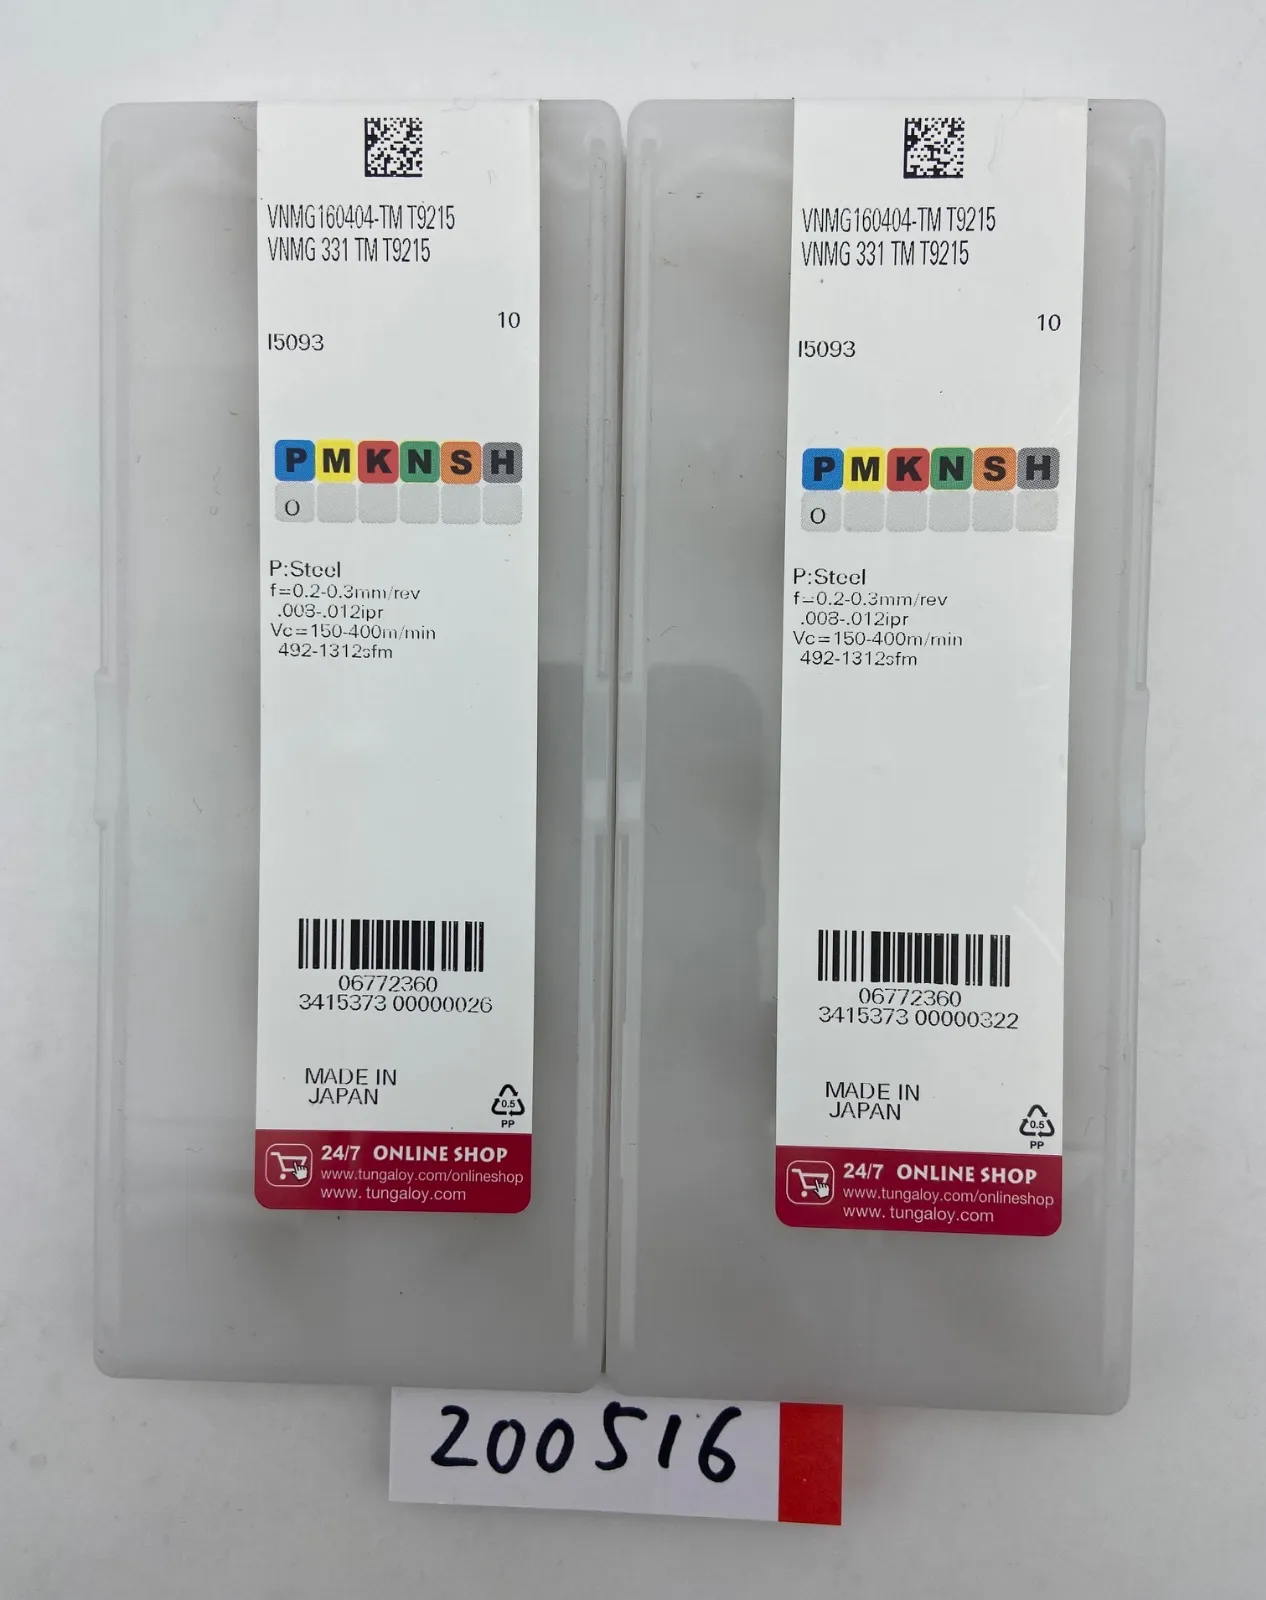 VNMG160404-TM T9215
VNMG 331 TM T9215
10
I5093
P M K N S H
O
P:Steel
f=0.2-0.3mm/rev
.008-.012ipr
Vc=150-400m/min
492-1312sfm
06772360
3415373 00000026
MADE IN
JAPAN
0.5
PP
24/7 ONLINE SHOP
www.tungaloy.com/onlineshop
www. tungaloy.com
VNMG160404-TM T9215
VNMG 331 TM T9215
10
I5093
P M K N S H
O
P:Steel
f=0.2-0.3mm/rev
.008-.012ipr
Vc=150-400m/min
492-1312sfm
06772360
3415373 00000322
MADE IN
JAPAN
0.5
PP
24/7 ONLINE SHOP
www.tungaloy.com/onlineshop
www. tungaloy.com
200516